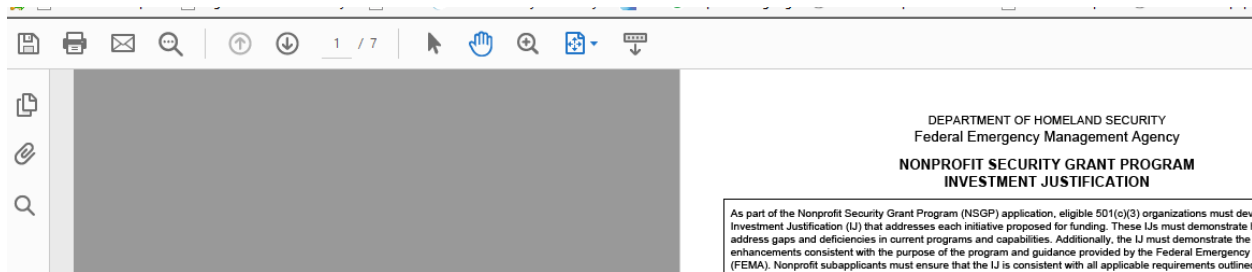 1 / 7
DEPARTMENT OF HOMELAND SECURITY
Federal Emergency Management Agency
NONPROFIT SECURITY GRANT PROGRAM
INVESTMENT JUSTIFICATION
As part of the Nonprofit Security Grant Program (NSGP) application, eligible 501(c)(3) organizations must
Investment Justification (IJ) that addresses each initiative proposed for funding. These IJs must demonstrate
address gaps and deficiencies in current programs and capabilities. Additionally, the IJ must demonstrate the
enhancements consistent with the purpose of the program and guidance provided by the Federal Emergency
(FEMA). Nonprofit subapplicants must ensure that the IJ is consistent with all applicable requirements